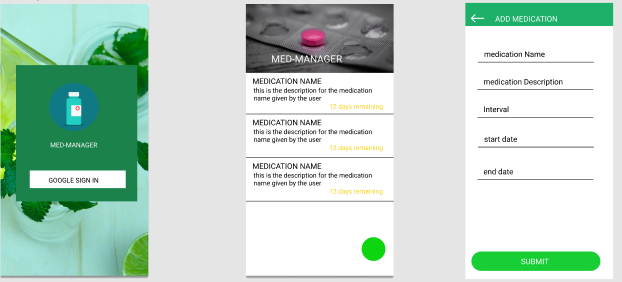 MED-MANAGER
GOOGLE SIGN IN
MED-MANAGER
MEDICATION NAME
this is the description for the medication
name given by the user
12 days remaining
MEDICATION NAME
this is the description for the medication
name given by the user
13 days remaining
MEDICATION NAME
this is the description for the medication
name given by the user
12 days remaining
ADD MEDICATION
medication Name
medication Description
Interval
start date
end date
SUBMIT